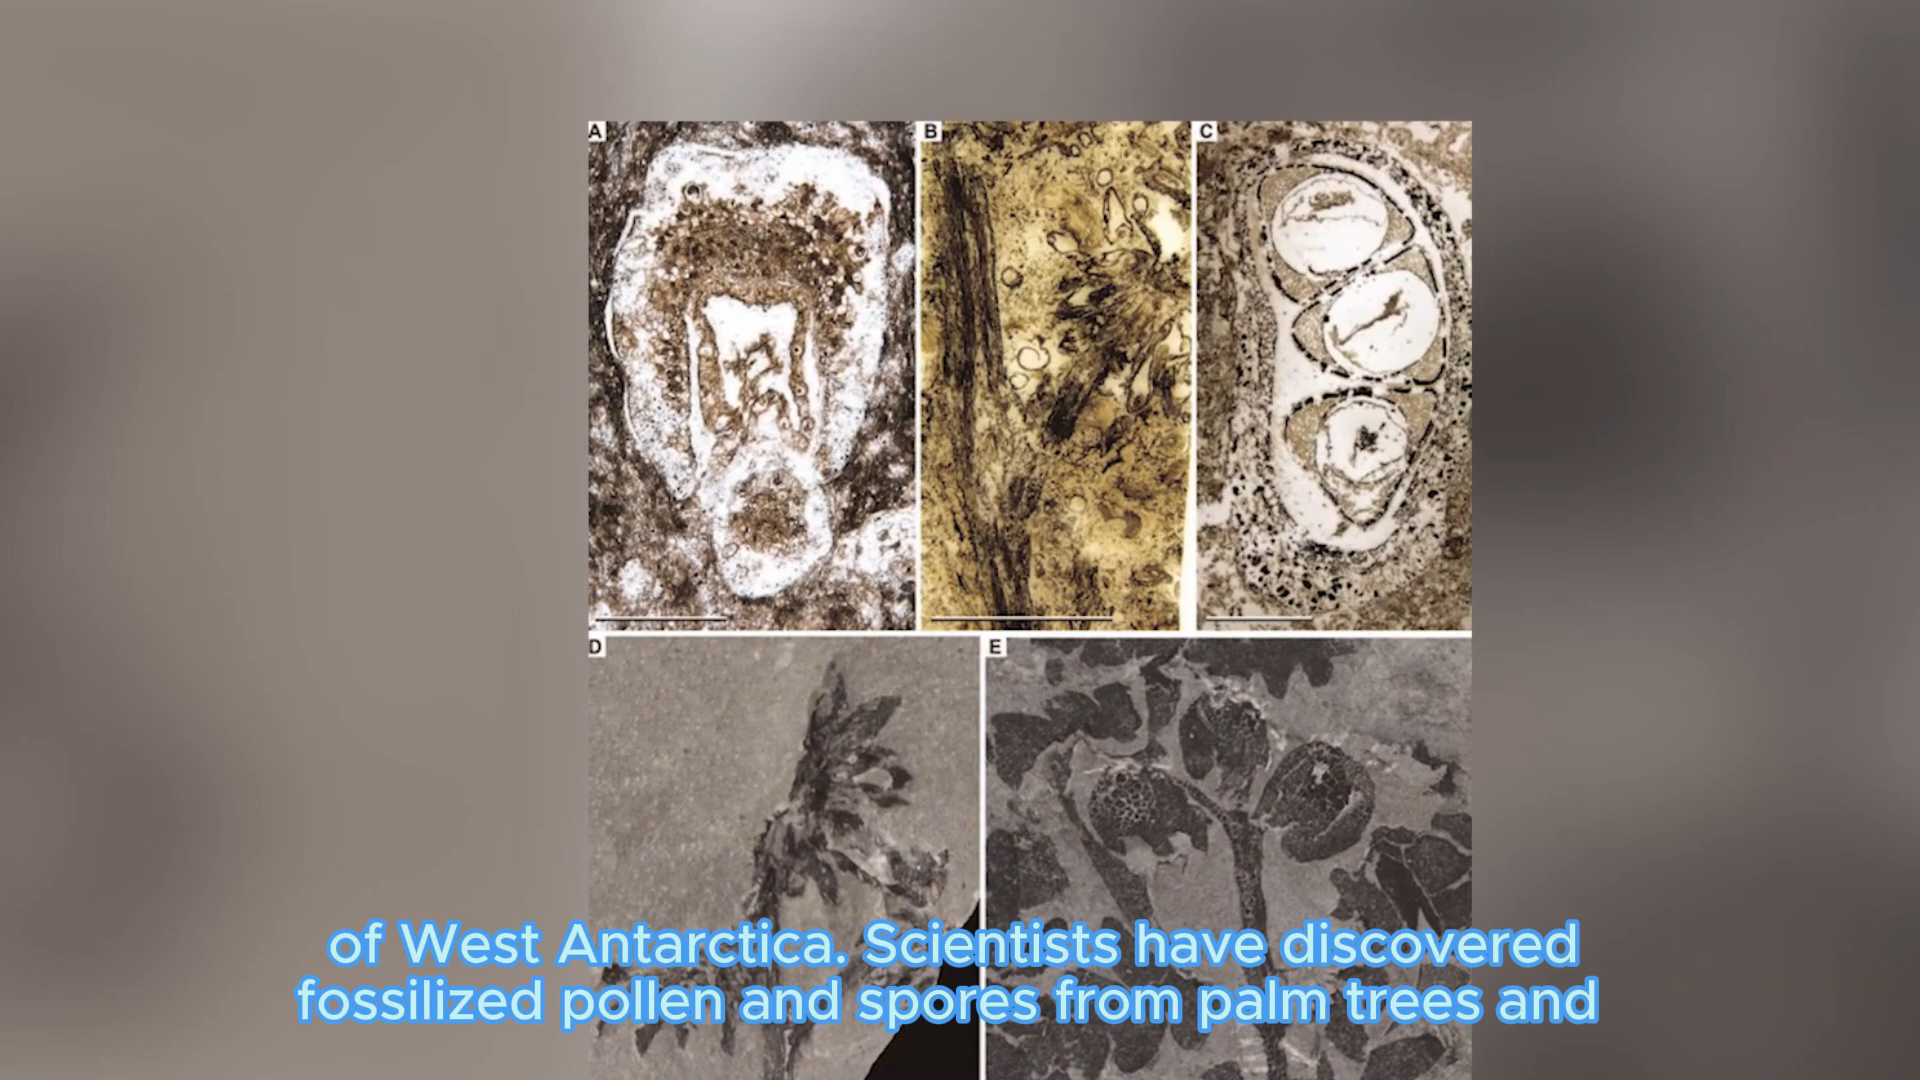 A B C
D E
of West Antarctica. Scientists have discovered
fossilized pollen and spores from palm trees and